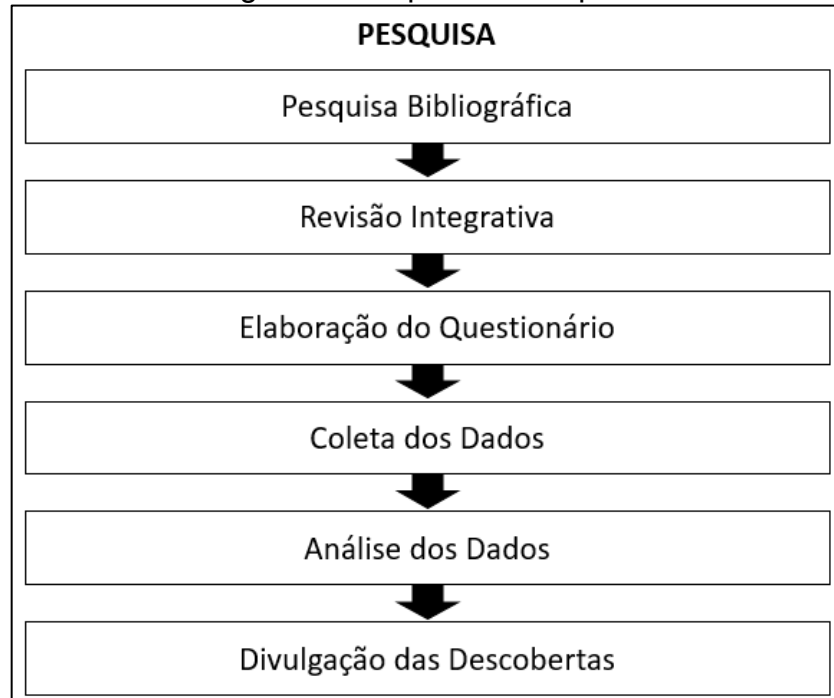 PESQUISA
Pesquisa Bibliográfica
Revisão Integrativa
Elaboração do Questionário
Coleta dos Dados
Análise dos Dados
Divulgação das Descobertas